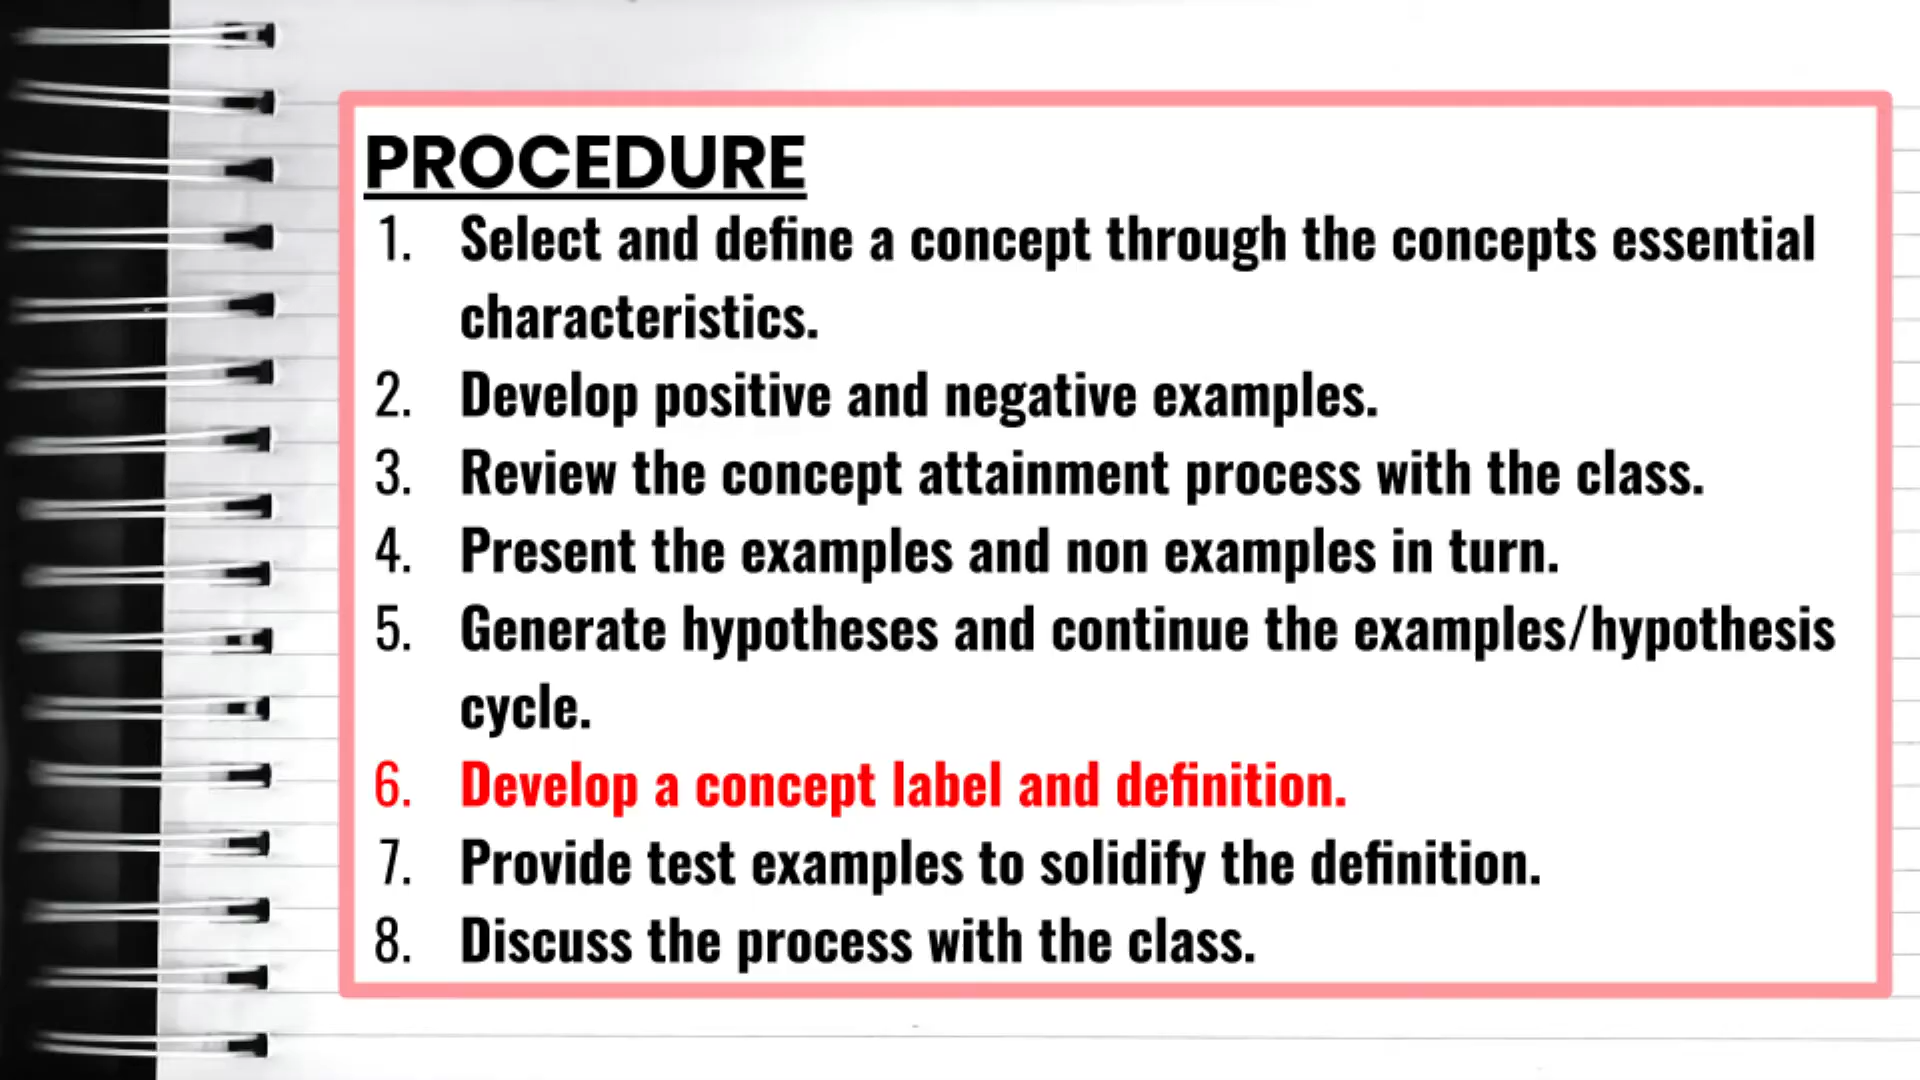 PROCEDURE
1. Select and define a concept through the concepts essential
characteristics.
2. Develop positive and negative examples.
3. Review the concept attainment process with the class.
4. Present the examples and non examples in turn.
5. Generate hypotheses and continue the examples/hypothesis
cycle.
6. Develop a concept label and definition.
7. Provide test examples to solidify the definition.
8. Discuss the process with the class.